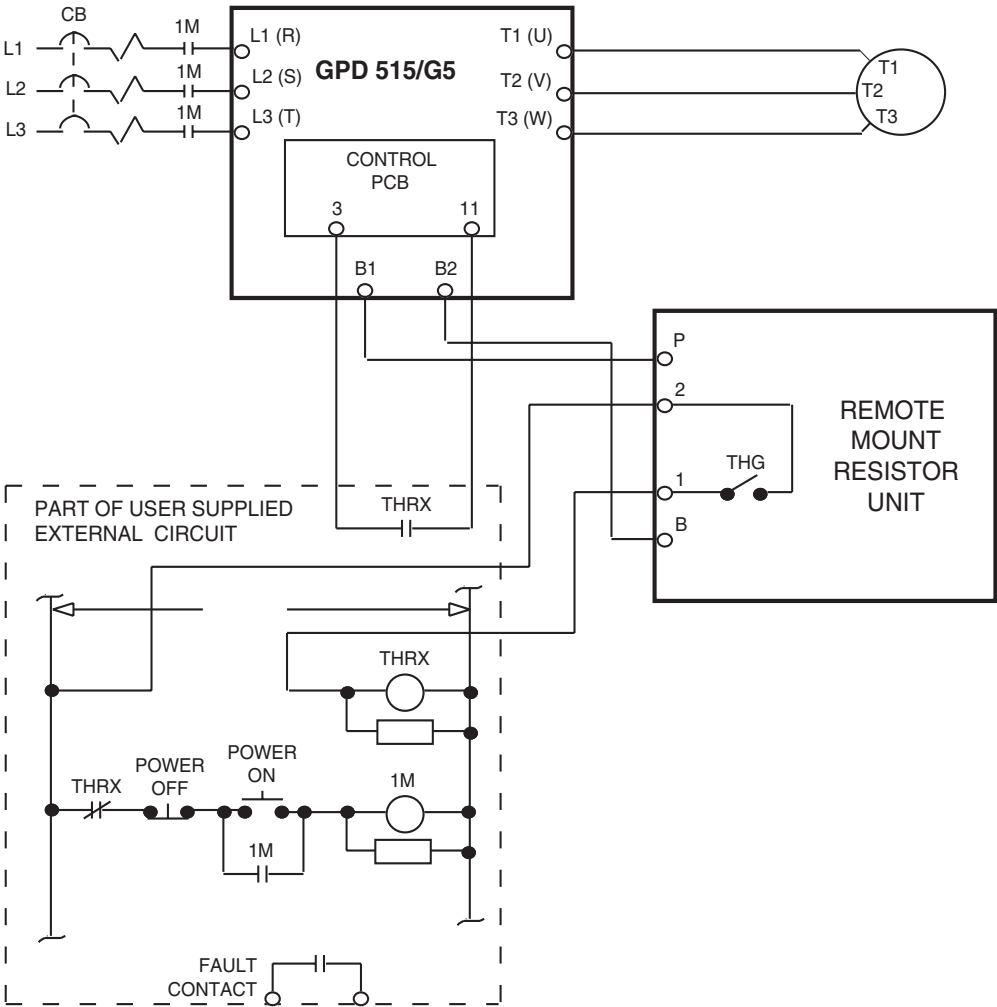 CB
1M
L1
L1 (R)
T1 (U)
T1
1M
L2
L2 (S)
GPD 515/G5
T2 (V)
T2
1M
L3
L3 (T)
T3 (W)
T3
CONTROL
PCB
3
11
B1
B2
P
2
REMOTE
MOUNT
RESISTOR
UNIT
THG
1
B
PART OF USER SUPPLIED
EXTERNAL CIRCUIT
THRX
THRX
THRX
POWER
OFF
POWER
ON
1M
1M
FAULT
CONTACT